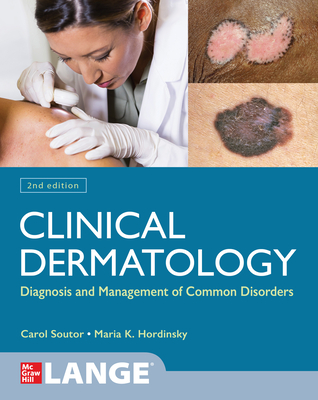 2nd edition
CLINICAL
DERMATOLOGY
Diagnosis and Management of Common Disorders
Carol Soutor • Maria K. Hordinsky
Mc
Graw
Hill
LANGE®